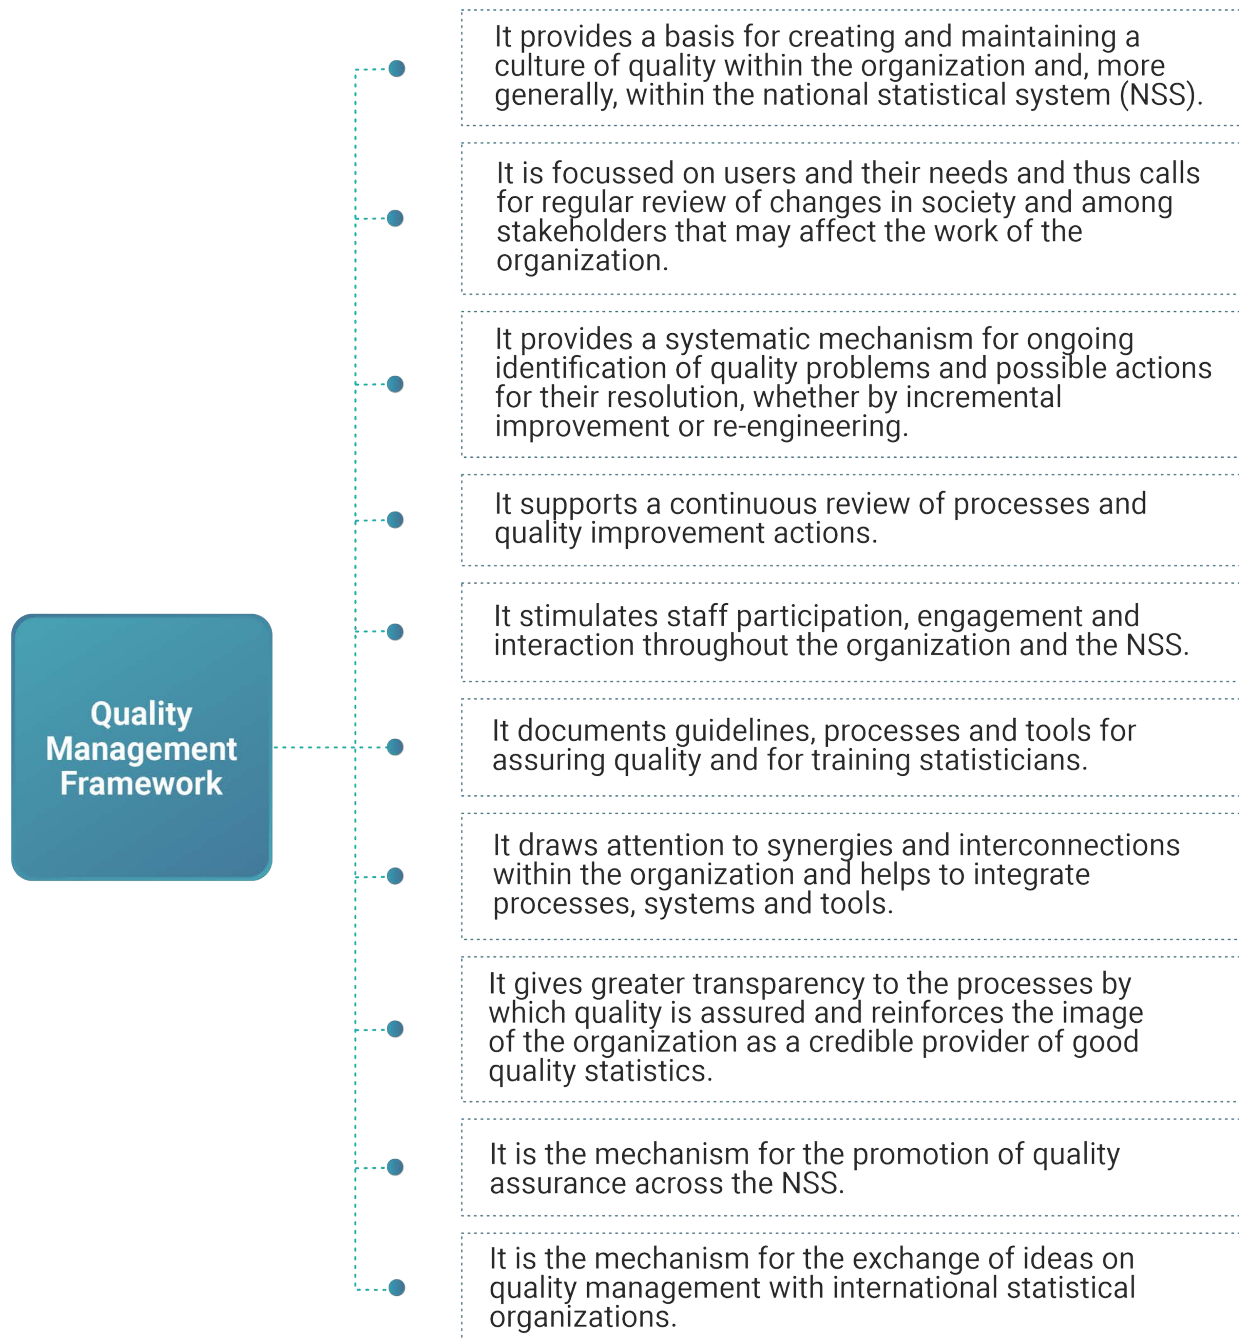 It provides a basis for creating and maintaining a
culture of quality within the organization and, more
generally, within the national statistical system (NSS).
It is focussed on users and their needs and thus calls
for regular review of changes in society and among
stakeholders that may affect the work of the
organization.
It provides a systematic mechanism for ongoing
identification of quality problems and possible actions
for their resolution, whether by incremental
improvement or re-engineering.
It supports a continuous review of processes and
quality improvement actions.
It stimulates staff participation, engagement and
interaction throughout the organization and the NSS.
Quality
Management
Framework
It documents guidelines, processes and tools for
assuring quality and for training statisticians.
It draws attention to synergies and interconnections
within the organization and helps to integrate
processes, systems and tools.
It gives greater transparency to the processes by
which quality is assured and reinforces the image
of the organization as a credible provider of good
quality statistics.
It is the mechanism for the promotion of quality
assurance across the NSS.
It is the mechanism for the exchange of ideas on
quality management with international statistical
organizations.